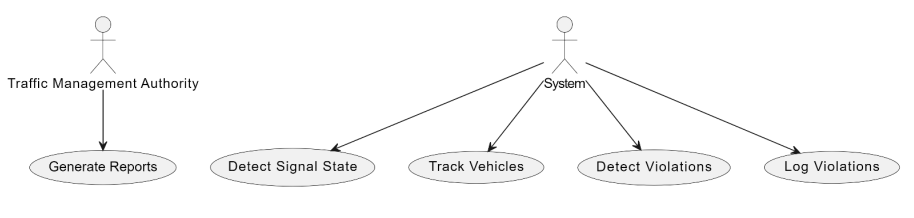 Traffic Management Authority
System
Generate Reports
Detect Signal State
Track Vehicles
Detect Violations
Log Violations